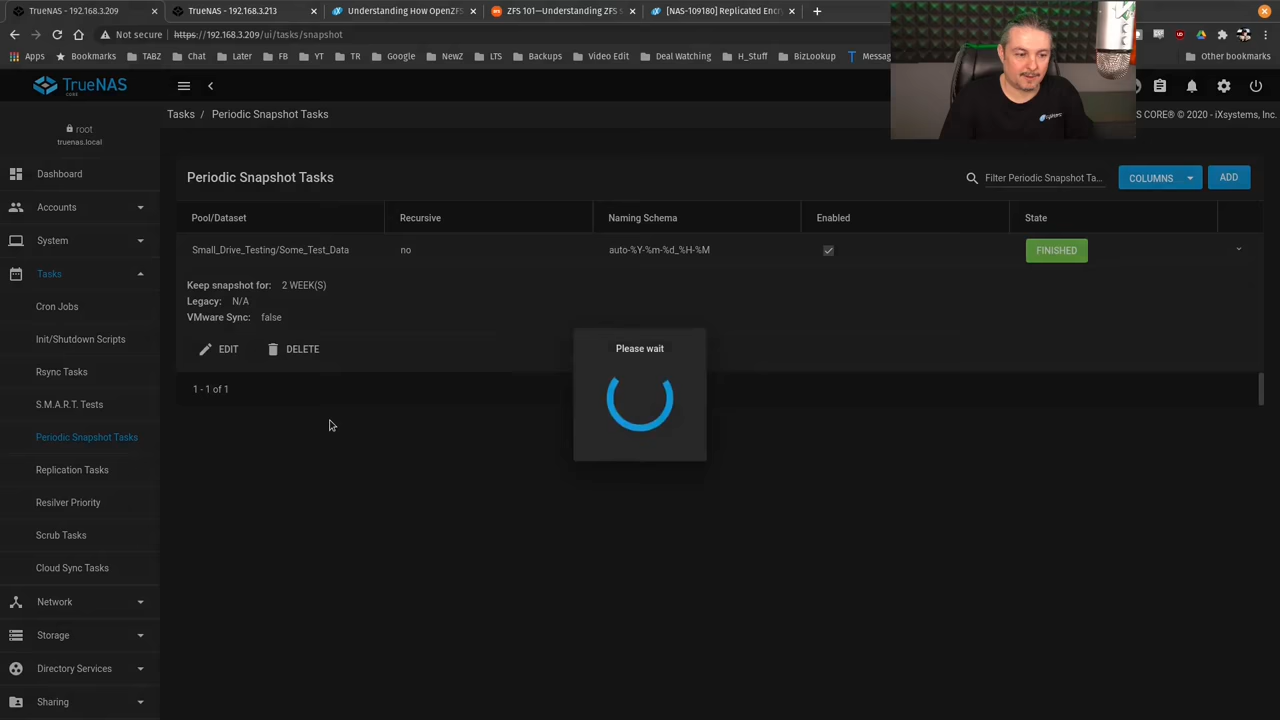 TrueNAS - 192.168.3.209
TrueNAS - 192.168.3.213
Understanding How OpenZFS
ZFS 101—Understanding ZFS s
[NAS-109180] Replicated Enc
Not secure
https://192.168.3.209/ui/tasks/snapshot
Apps
Bookmarks
TABZ
Chat
Later
FB
YT
TR
Google
NewZ
LTS
Backups
Video Edit
Deal Watching
H_Stuff
BizLookup
Messag
Other bookmarks
TrueNAS
CORE
Tasks / Periodic Snapshot Tasks
S CORE® © 2020 - iXsystems, Inc.
root
truenas.local
Dashboard
Accounts
System
Tasks
Cron Jobs
Init/Shutdown Scripts
Rsync Tasks
S.M.A.R.T. Tests
Periodic Snapshot Tasks
Replication Tasks
Resilver Priority
Scrub Tasks
Cloud Sync Tasks
Network
Storage
Directory Services
Sharing
Periodic Snapshot Tasks
Filter Periodic Snapshot Ta...
COLUMNS
ADD
Pool/Dataset
Recursive
Naming Schema
Enabled
State
Small_Drive_Testing/Some_Test_Data
no
auto-%Y-%m-%d_%H-%M
FINISHED
Keep snapshot for: 2 WEEK(S)
Legacy: N/A
VMware Sync: false
EDIT
DELETE
1 - 1 of 1
Please wait